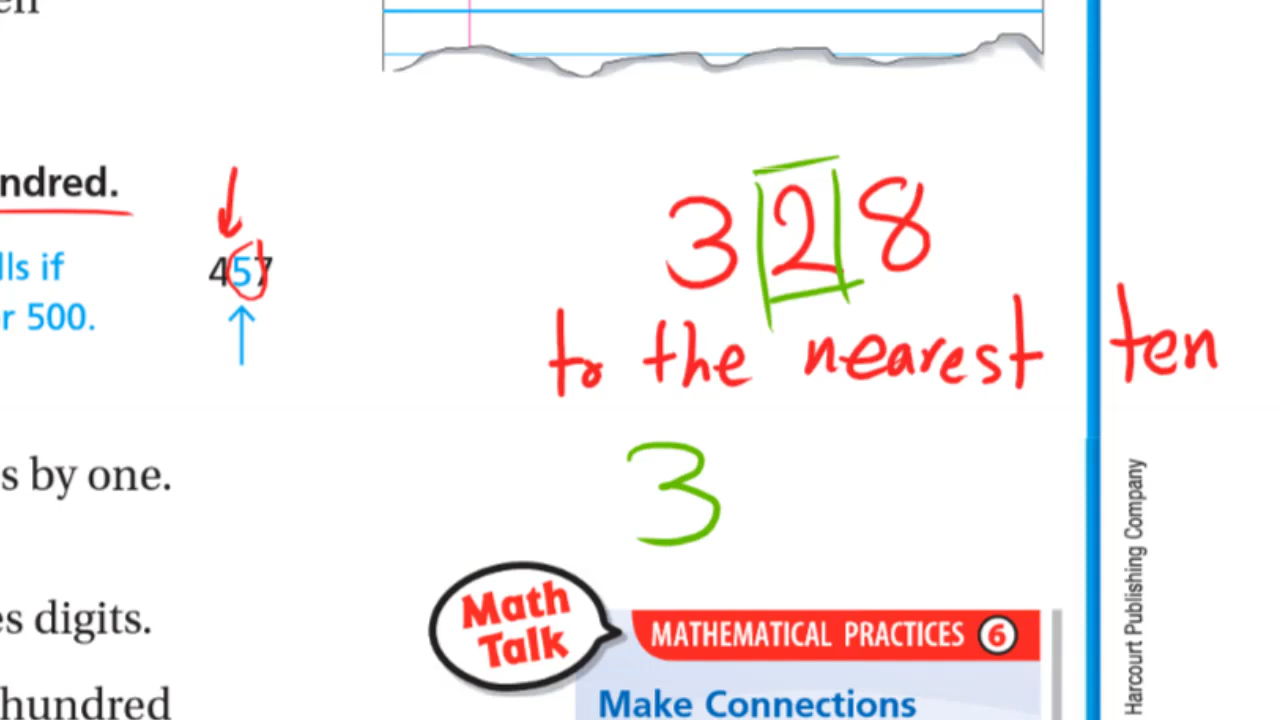 ndred.
lls if
r 500.
457
328
to the nearest ten
3
s by one.
s digits.
hundred
Math
Talk
MATHEMATICAL PRACTICES 6
Make Connections
Harcourt Publishing Company